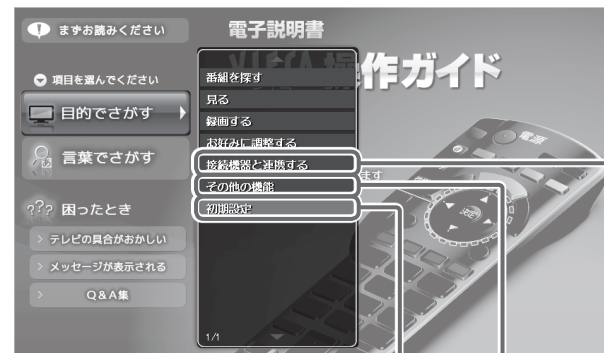 まずお読みください
電子説明書
操作ガイド
項目を選んでください
目的でさがす
言葉でさがす
困ったとき
テレビの具合がおかしい
メッセージが表示される
Q&A集
番組を探す
見る
録画する
お好みに調整する
接続機器と連携する
その他の機能
初期設定
1/1
ます
電源
決定